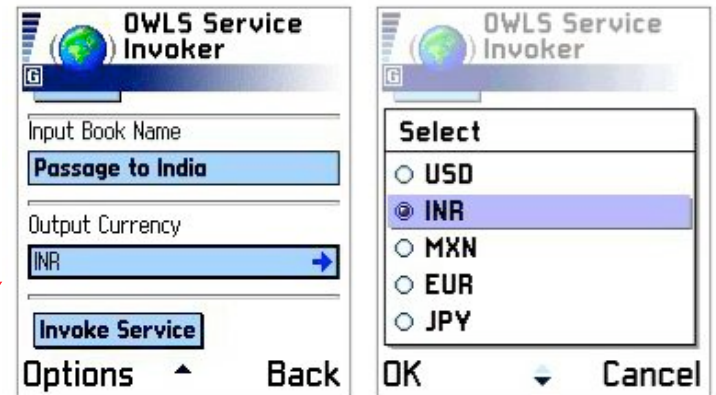 OWLS Service
Invoker
G
Input Book Name
Passage to India
Output Currency
INR
Invoke Service
Options
Back
OWLS Service
Invoker
G
Select
USD
INR
MXN
EUR
JPY
OK
Cancel